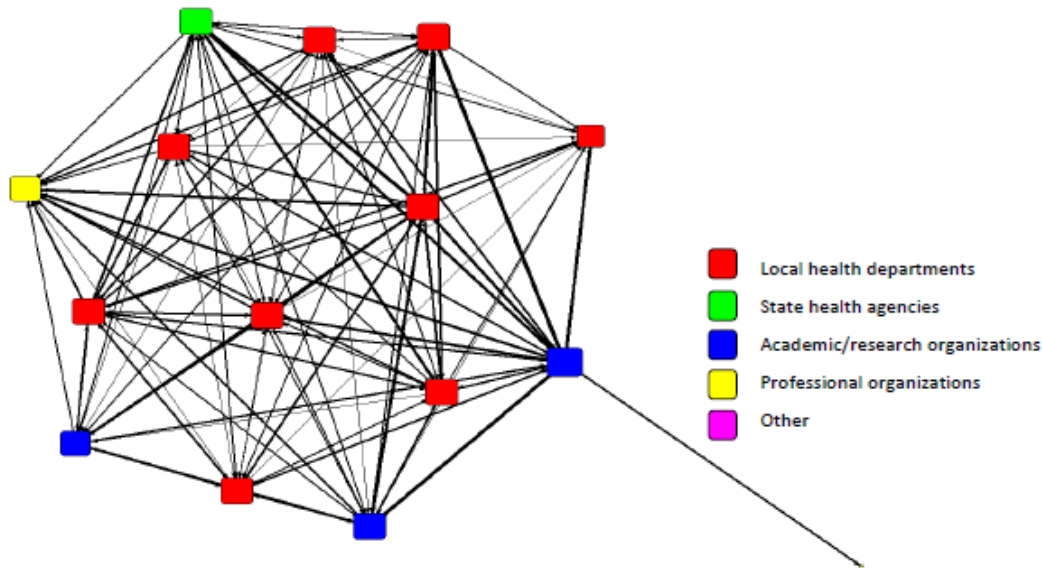 Local health departments
State health agencies
Academic/research organizations
Professional organizations
Other